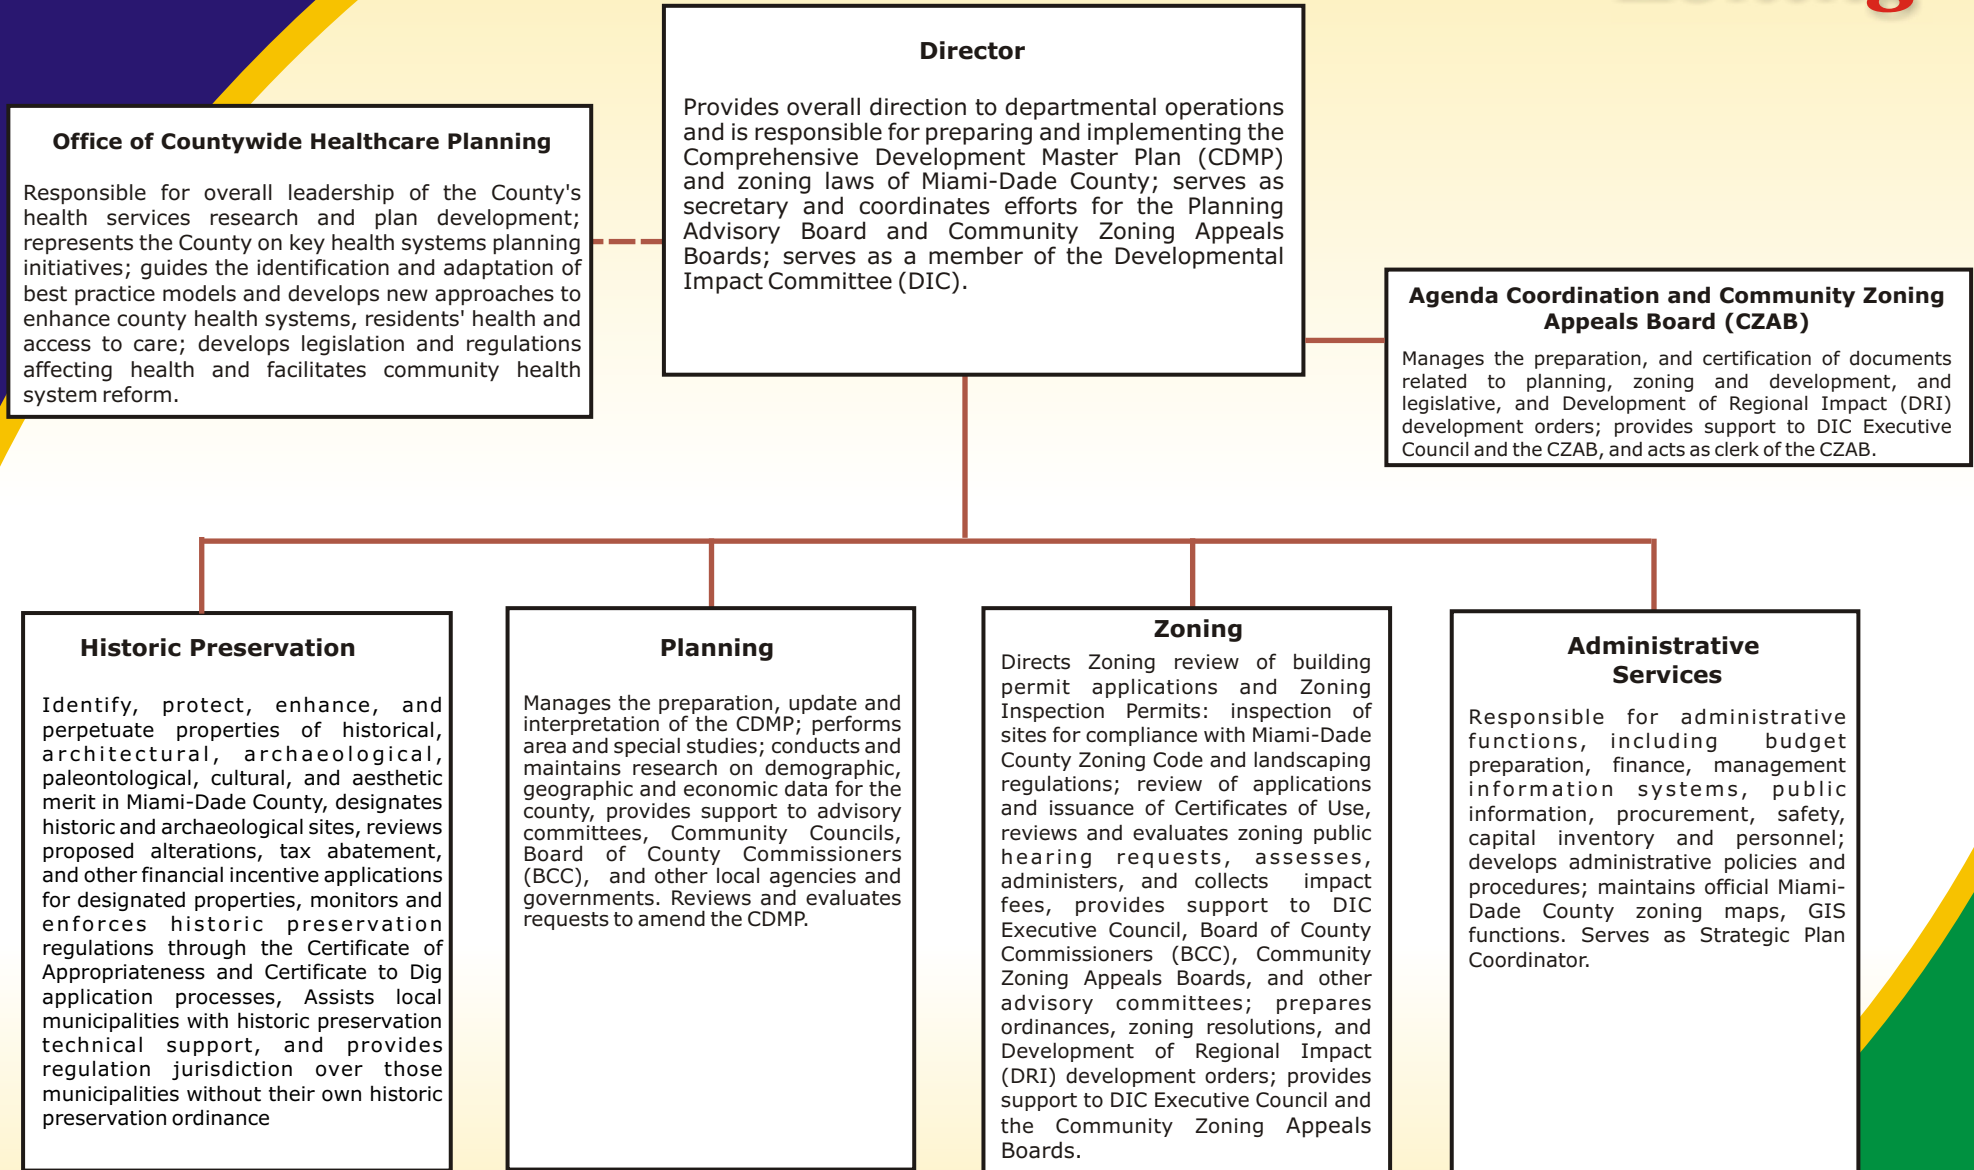 Director
Provides overall direction to departmental operations
and is responsible for preparing and implementing the
Comprehensive Development Master Plan (CDMP)
and zoning laws of Miami-Dade County; serves as
secretary and coordinates efforts for the Planning
Advisory Board and Community Zoning Appeals
Boards; serves as a member of the Developmental
Impact Committee (DIC).
Office of Countywide Healthcare Planning
Responsible for overall leadership of the County's
health services research and plan development;
represents the County on key health systems planning
initiatives; guides the identification and adaptation of
best practice models and develops new approaches to
enhance county health systems, residents' health and
access to care; develops legislation and regulations
affecting health and facilitates community health
system reform.
Agenda Coordination and Community Zoning
Appeals Board (CZAB)
Manages the preparation, and certification of documents
related to planning, zoning and development, and
legislative, and Development of Regional Impact (DRI)
development orders; provides support to DIC Executive
Council and the CZAB, and acts as clerk of the CZAB.
Historic Preservation
Identify, protect, enhance, and
perpetuate properties of historical,
architectural, archaeological,
paleontological, cultural, and aesthetic
merit in Miami-Dade County, designates
historic and archaeological sites, reviews
proposed alterations, tax abatement,
and other financial incentive applications
for designated properties, monitors and
enforces historic preservation
regulations through the Certificate of
Appropriateness and Certificate to Dig
application processes, Assists local
municipalities with historic preservation
technical support, and provides
regulation jurisdiction over those
municipalities without their own historic
preservation ordinance
Planning
Manages the preparation, update and
interpretation of the CDMP; performs
area and special studies; conducts and
maintains research on demographic,
geographic and economic data for the
county, provides support to advisory
committees, Community Councils,
Board of County Commissioners
(BCC), and other local agencies and
governments. Reviews and evaluates
requests to amend the CDMP.
Zoning
Directs Zoning review of building
permit applications and Zoning
Inspection Permits: inspection of
sites for compliance with Miami-Dade
County Zoning Code and landscaping
regulations; review of applications
and issuance of Certificates of Use,
reviews and evaluates zoning public
hearing requests, assesses,
administers, and collects impact
fees, provides support to DIC
Executive Council, Board of County
Commissioners (BCC), Community
Zoning Appeals Boards, and other
advisory committees; prepares
ordinances, zoning resolutions, and
Development of Regional Impact
(DRI) development orders; provides
support to DIC Executive Council and
the Community Zoning Appeals
Boards.
Administrative
Services
Responsible for administrative
functions, including budget
preparation, finance, management
information systems, public
information, procurement, safety,
capital inventory and personnel;
develops administrative policies and
procedures; maintains official Miami-
Dade County zoning maps, GIS
functions. Serves as Strategic Plan
Coordinator.